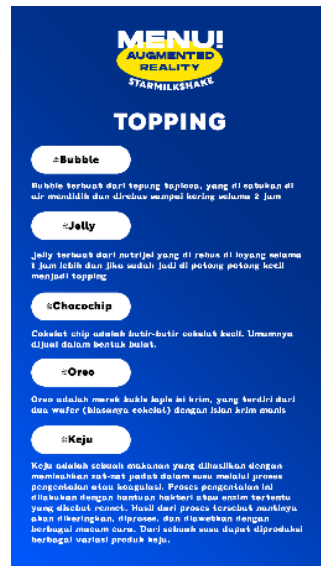 MENU!
AUGMENTED
REALITY
STARMILKSHAKE
TOPPING
#Bubble
Bubble terbuat dari tepung tapioca, yang di satukan di
air mendidih dan direbus sampai kering selama 2 jam
#Jelly
Jelly terbuat dari nutrijel yang di rebus di loyang selama
1 jam lebih dan jika sudah jadi di potong potong kecil
menjadi topping
#Chocochip
Cokelat chip adalah butir-butir cokelat kecil. Umumnya
dijual dalam bentuk bulat.
#Oreo
Oreo adalah merek kukis lapis isi krim, yang terdiri dari
dua wafer (biasanya cokelat) dengan isian krim manis
#Keju
Keju adalah sebuah makanan yang dihasilkan dengan
memisahkan zat-zat padat dalam susu melalui proses
pengentalan atau koagulasi. Proses pengentalan ini
dilakukan dengan bantuan bakteri atau enzim tertentu
yang disebut rennet. Hasil dari proses tersebut nantinya
akan dikeringkan, diproses, dan diawetkan dengan
berbagai macam cara. Dari sebuah susu dapat diproduksi
berbagai variasi produk keju.